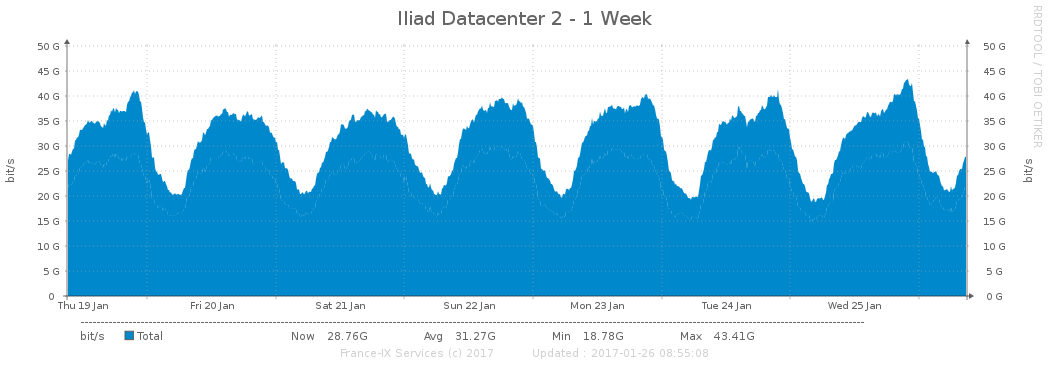 Iliad Datacenter 2 - 1 Week
RRDTOOL / TOBI OETIKER
bit/s
50 G 50 G
45 G 45 G
40 G 40 G
35 G 35 G
30 G 30 G
25 G 25 G
20 G 20 G
15 G 15 G
10 G 10 G
5 G 5 G
0 0 G
bit/s
Thu 19 Jan Fri 20 Jan Sat 21 Jan Sun 22 Jan Mon 23 Jan Tue 24 Jan Wed 25 Jan
bit/s Total Now 28.76G Avg 31.27G Min 18.78G Max 43.41G
France-IX Services (c) 2017 Updated : 2017-01-26 08:55:08